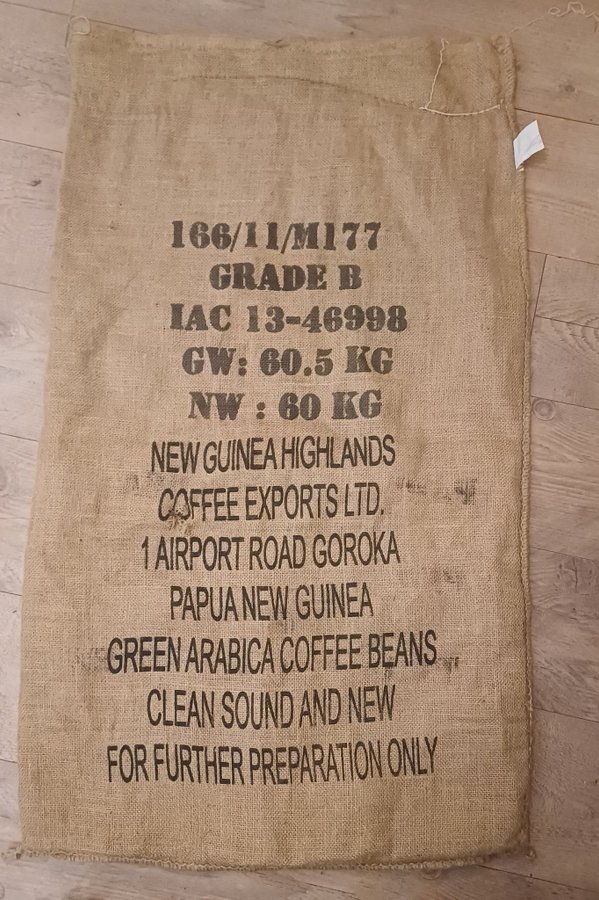 166/11/M177
GRADE B
IAC 13-46998
GW: 60.5 KG
NW : 60 KG
NEW GUINEA HIGHLANDS
COFFEE EXPORTS LTD.
1 AIRPORT ROAD GOROKA
PAPUA NEW GUINEA
GREEN ARABICA COFFEE BEANS
CLEAN SOUND AND NEW
FOR FURTHER PREPARATION ONLY